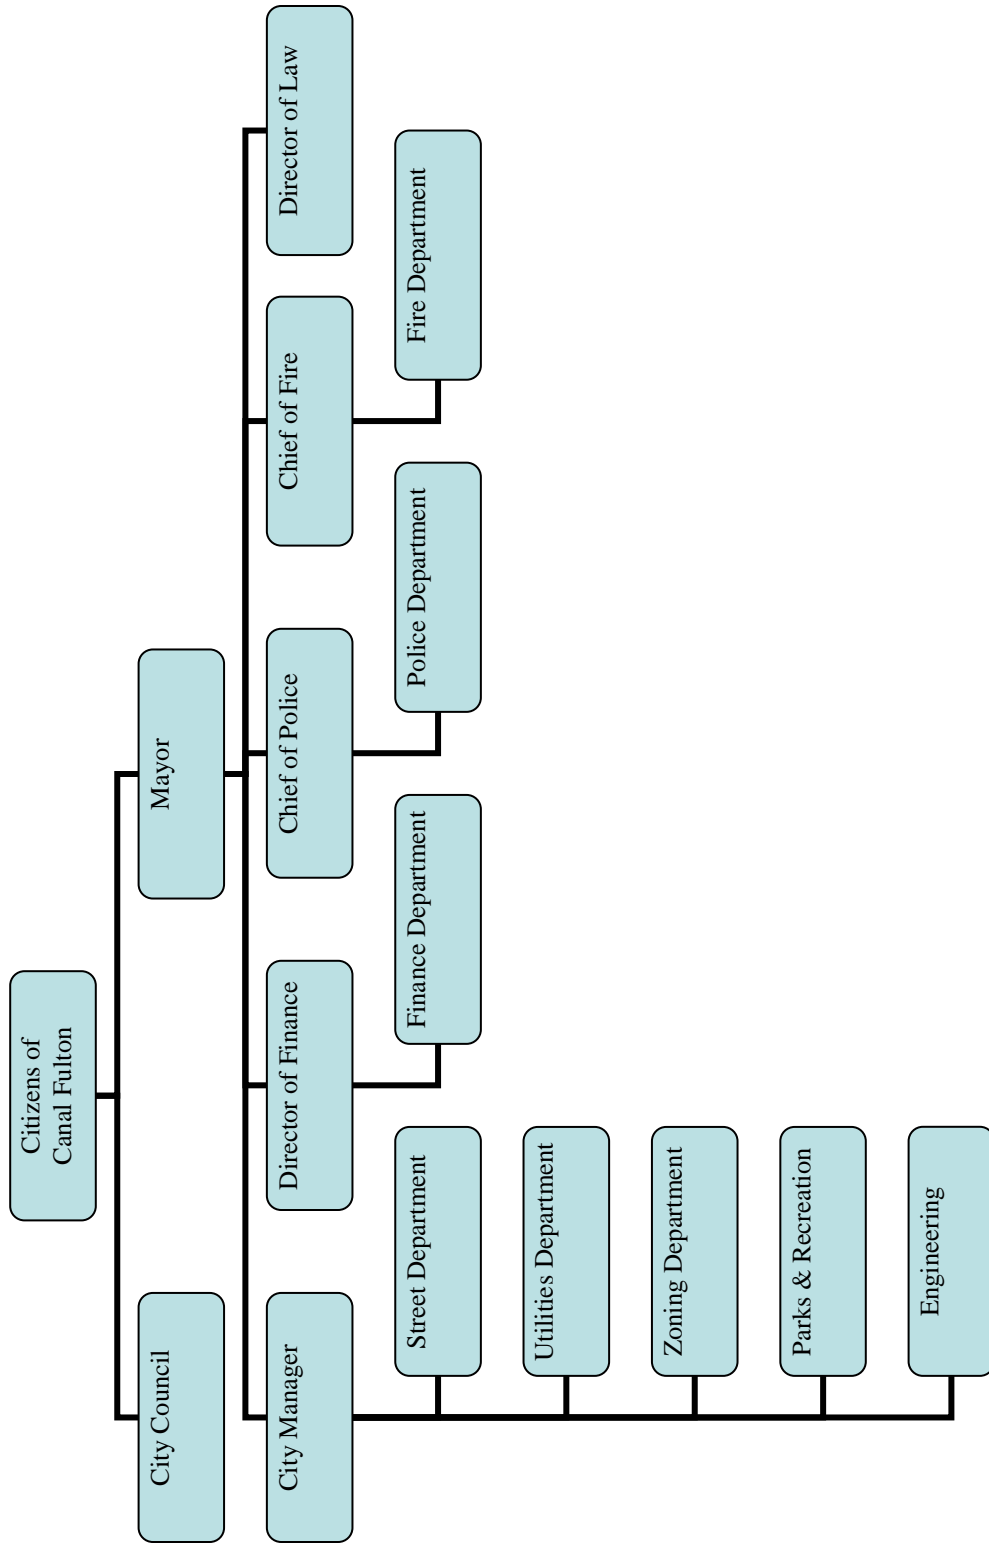 Citizens of
Canal Fulton
City Council
Mayor
City Manager
Director of Finance
Chief of Police
Chief of Fire
Director of Law
Street Department
Finance Department
Police Department
Fire Department
Utilities Department
Zoning Department
Parks & Recreation
Engineering